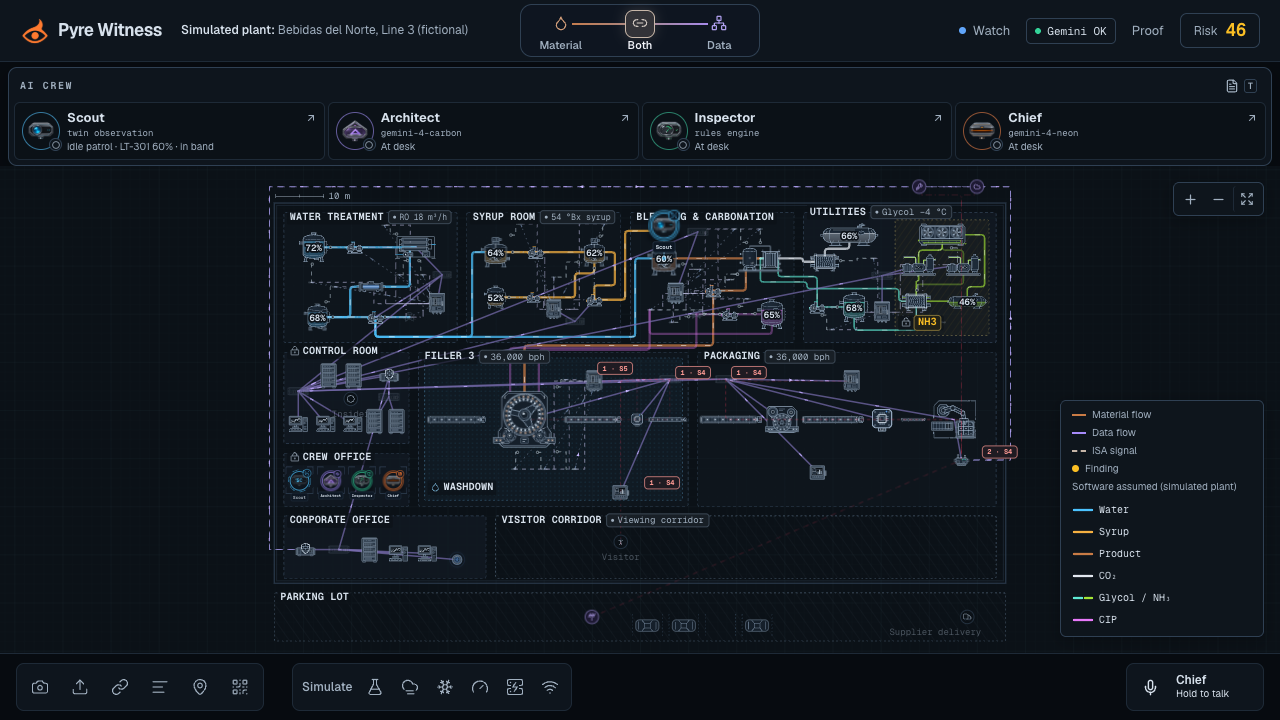 Pyre Witness
Simulated plant: Bebidas del Norte, Line 3 (fictional)
Material
Both
Data
Watch
Gemini OK
Proof
Risk 46
AI CREW
T
Scout
twin observation
Idle patrol · LT-301 60% · in band
Architect
gemini-4-carbon
At desk
Inspector
rules engine
At desk
Chief
gemini-4-neon
At desk
10 m
WATER TREATMENT
RO 18 m³/h
SYRUP ROOM
54 °Bx syrup
& CARBONATION
UTILITIES
Glycol −4 °C
Scout
72%
64%
62%
60%
66%
52%
68%
65%
68%
46%
NH3
CONTROL ROOM
FILLER 3
36,000 bph
PACKAGING
36,000 bph
1 · S5
1 · S4
1 · S4
2 · S4
1 · S4
CREW OFFICE
Scout
Architect
Inspector
Chief
WASHDOWN
CORPORATE OFFICE
VISITOR CORRIDOR
Viewing corridor
Visitor
PARKING LOT
Supplier delivery
Material flow
Data flow
ISA signal
Finding
Software assumed (simulated plant)
Water
Syrup
Product
CO₂
Glycol / NH₃
CIP
Simulate
Chief
Hold to talk